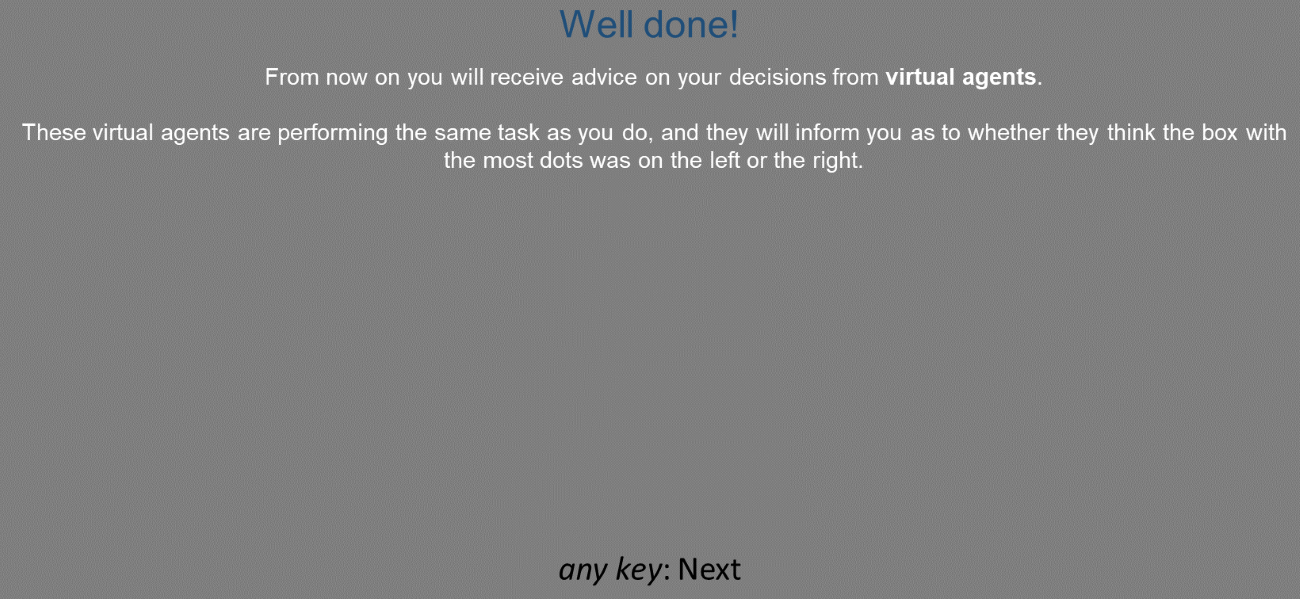 Well done!
From now on you will receive advice on your decisions from virtual agents.
These virtual agents are performing the same task as you do, and they will inform you as to whether they think the box with
the most dots was on the left or the right.
any key: Next